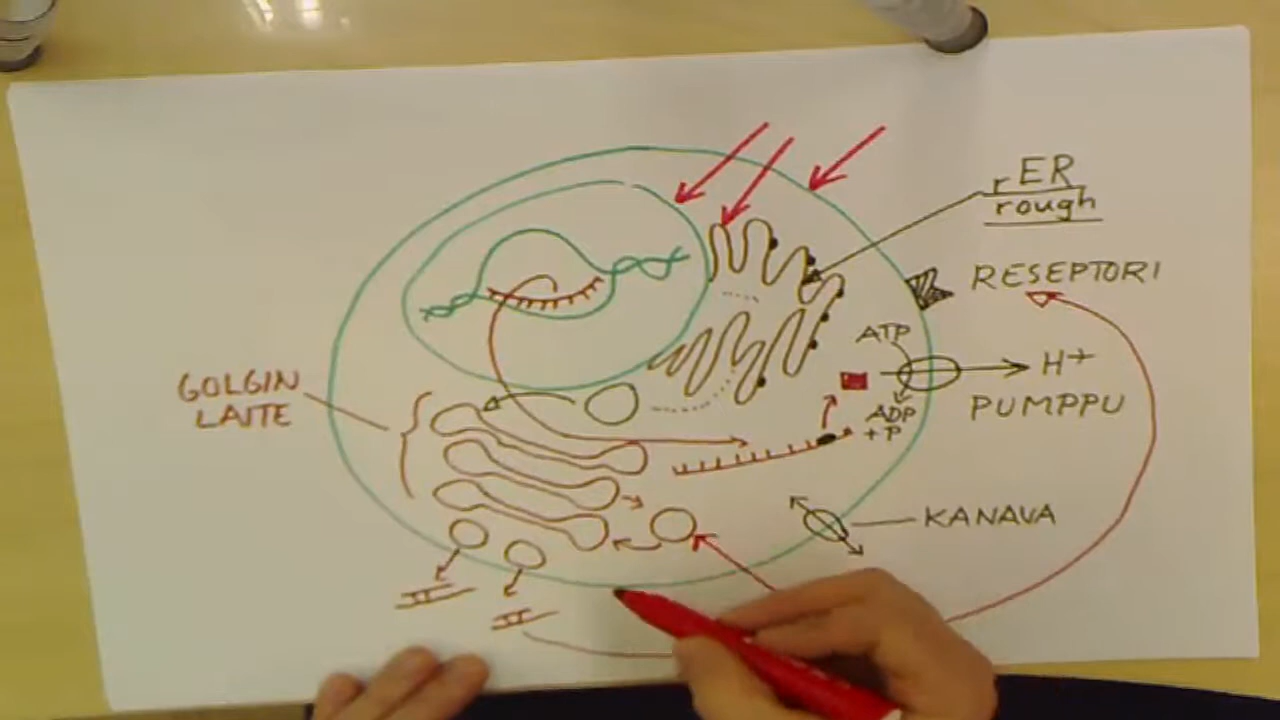 rER
rough
RESEPTORI
ATP
H+
GOLGIN
LAITE
PUMPPU
ADP
+P
KANAVA